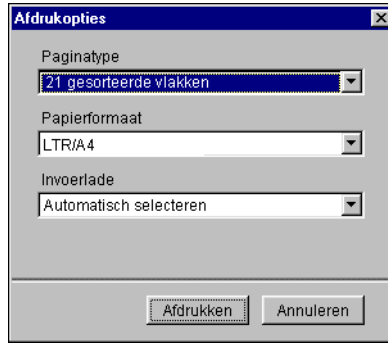 Afdrukopties
Paginatype
21 gesorteerde vlakken
Papierformaat
LTR/A4
Invoerlade
Automatisch selecteren
Afdrukken Annuleren